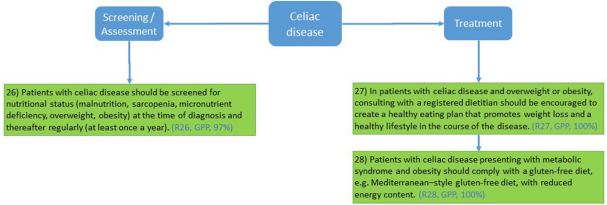 Screening /
Assessment
Celiac
disease
Treatment
26) Patients with celiac disease should be screened for
nutritional status (malnutrition, sarcopenia, micronutrient
deficiency, overweight, obesity) at the time of diagnosis and
thereafter regularly (at least once a year). (R26, GPP, 97%)
27) In patients with celiac disease and overweight or obesity,
consulting with a registered dietitian should be encouraged to
create a healthy eating plan that promotes weight loss and a
healthy lifestyle in the course of the disease. (R27, GPP, 100%)
28) Patients with celiac disease presenting with metabolic
syndrome and obesity should comply with a gluten-free diet,
e.g. Mediterranean–style gluten-free diet, with reduced
energy content. (R28, GPP, 100%)